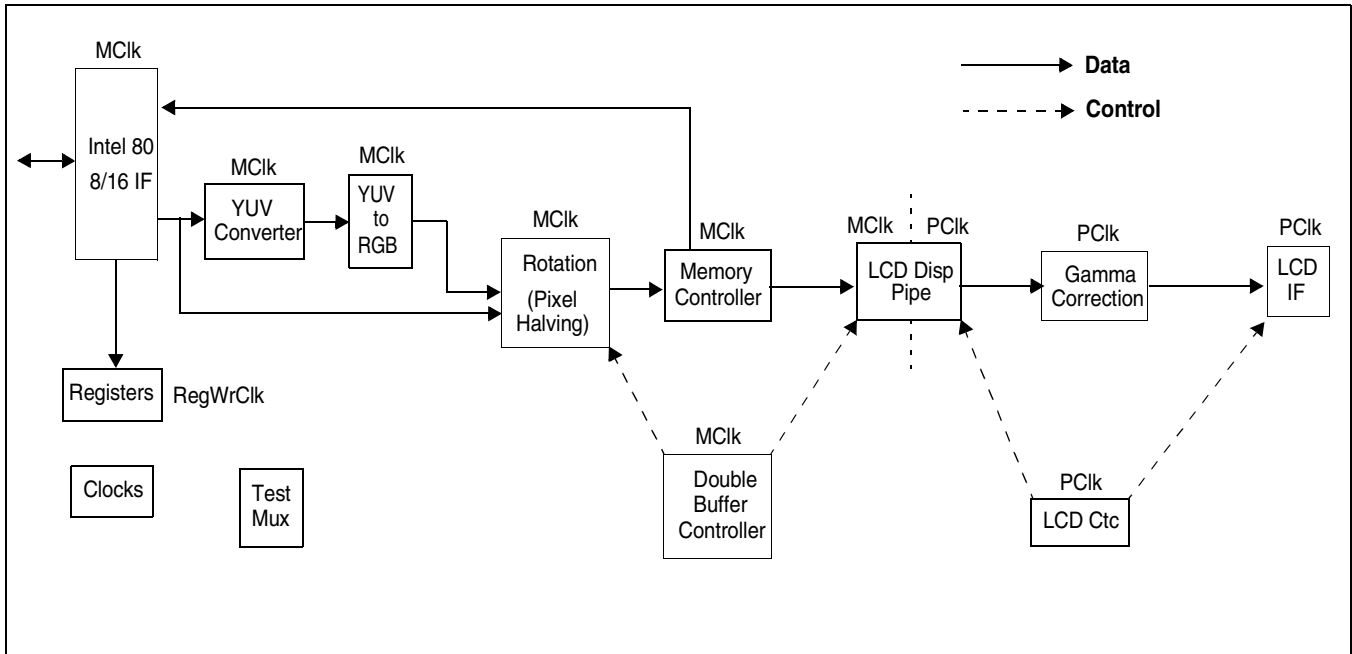 MClk
Data
Control
Intel 80
8/16 IF
MClk
YUV
Converter
MClk
YUV
to
RGB
MClk
Rotation
(Pixel
Halving)
MClk
Memory
Controller
MClk
PClk
LCD Disp
Pipe
PClk
Gamma
Correction
PClk
LCD
IF
Registers
RegWrClk
MClk
Double
Buffer
Controller
PClk
LCD Ctc
Clocks
Test
Mux